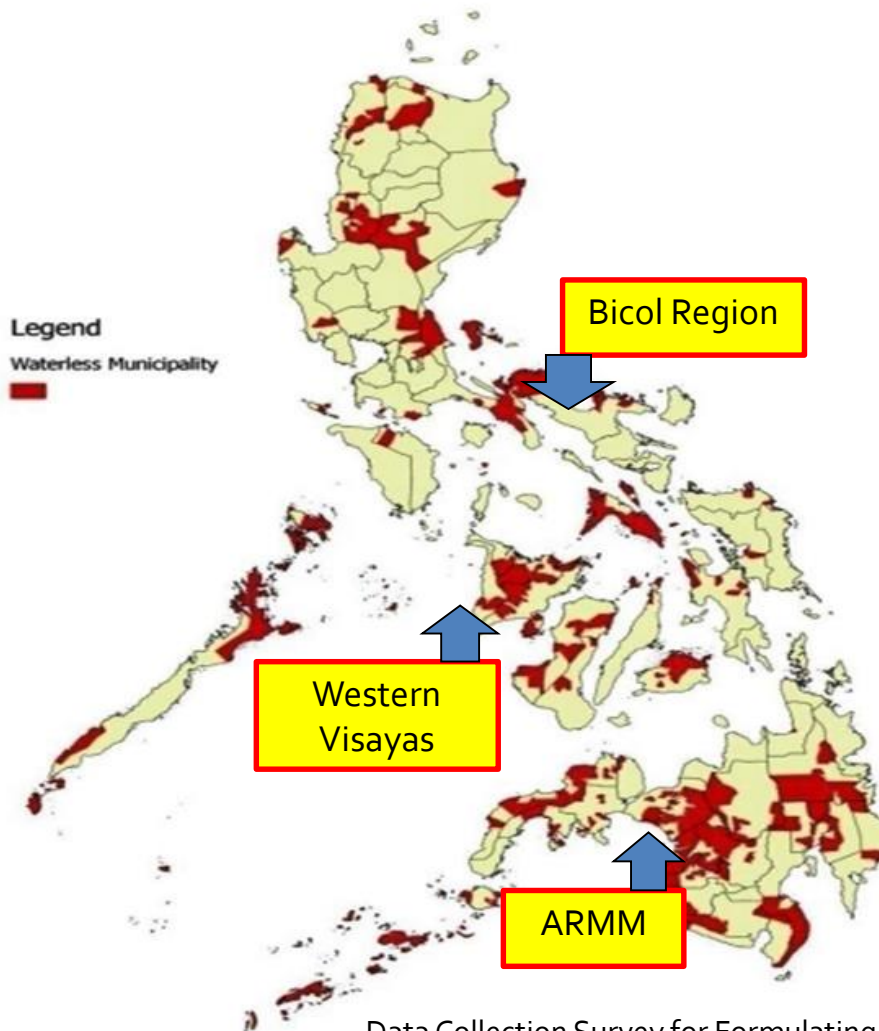 Bicol Region
Legend
Waterless Municipality
Western
Visayas
ARMM
Data Collection Survey for Formulating